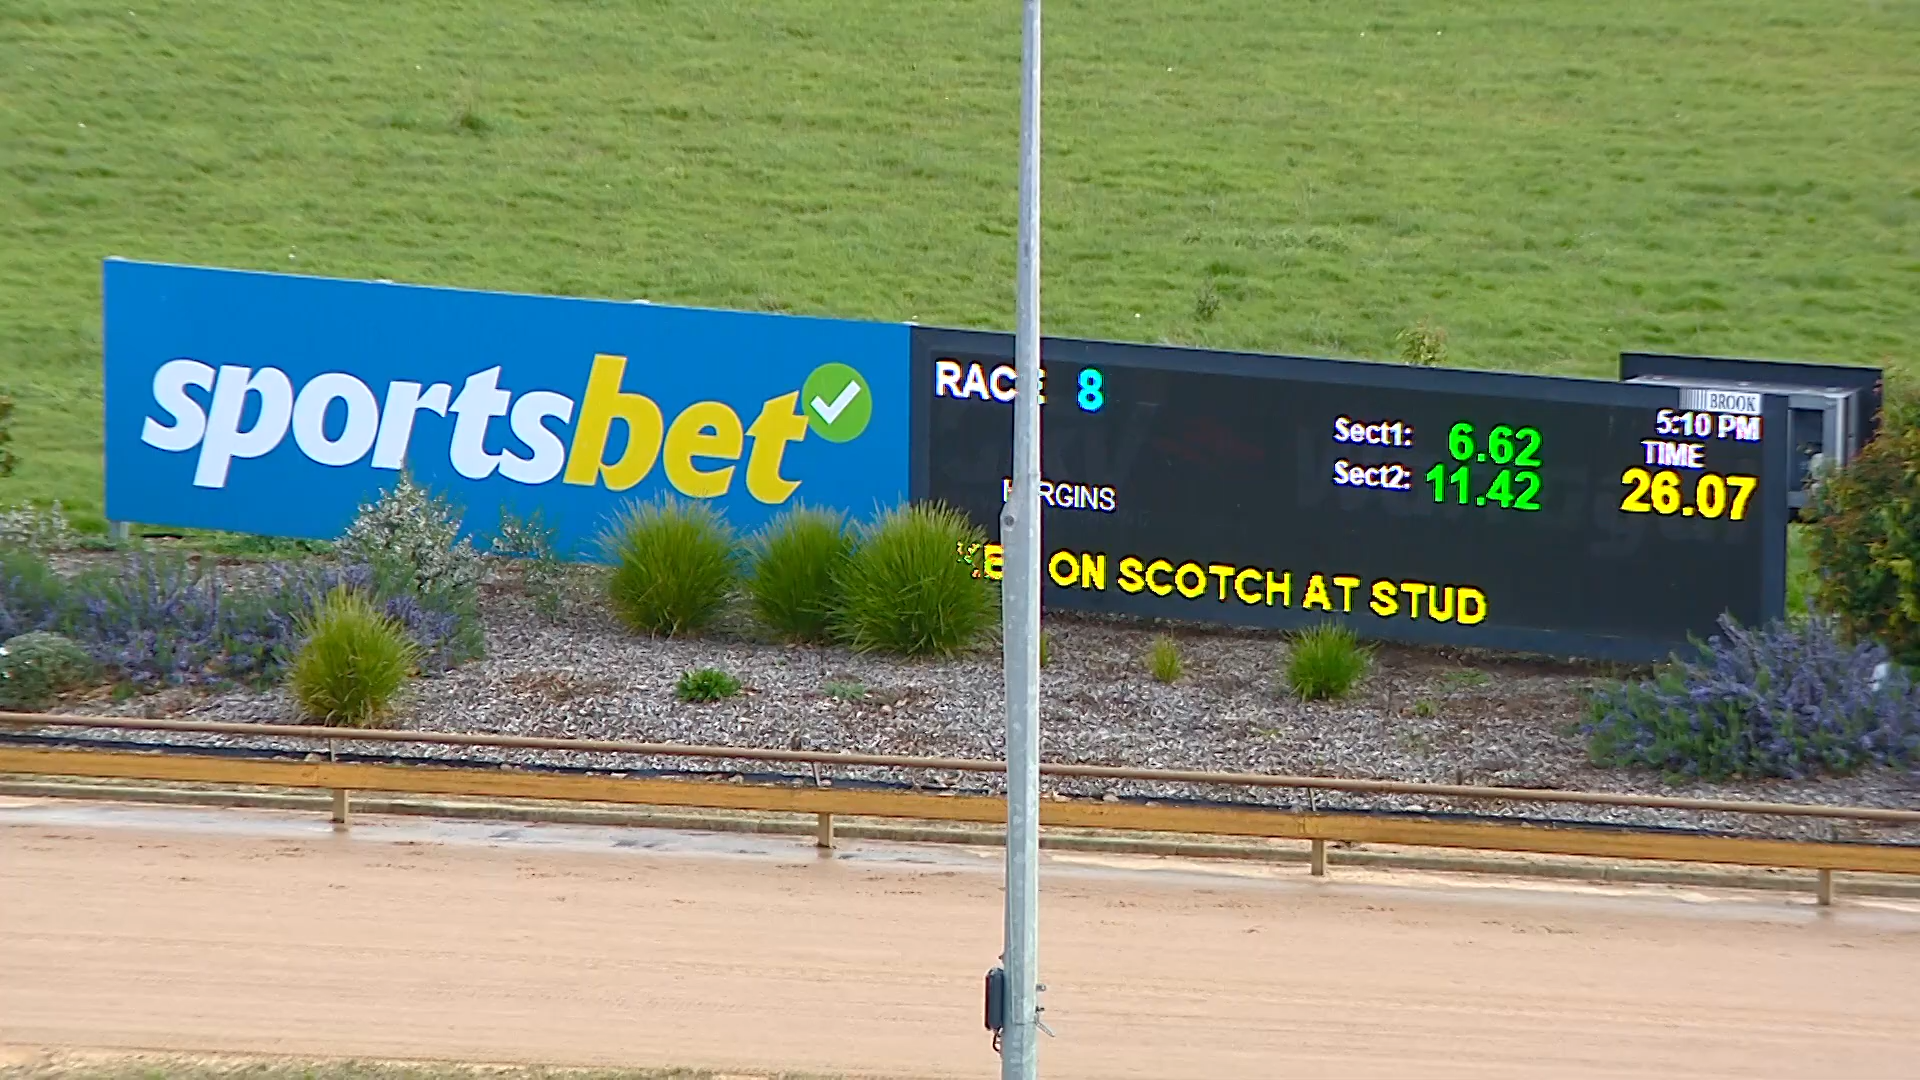 sportsbet
RACE 8
BROOK
5:10 PM
Sect1: 6.62
TIME
Sect2: 11.42
26.07
MARGINS
ON SCOTCH AT STUD